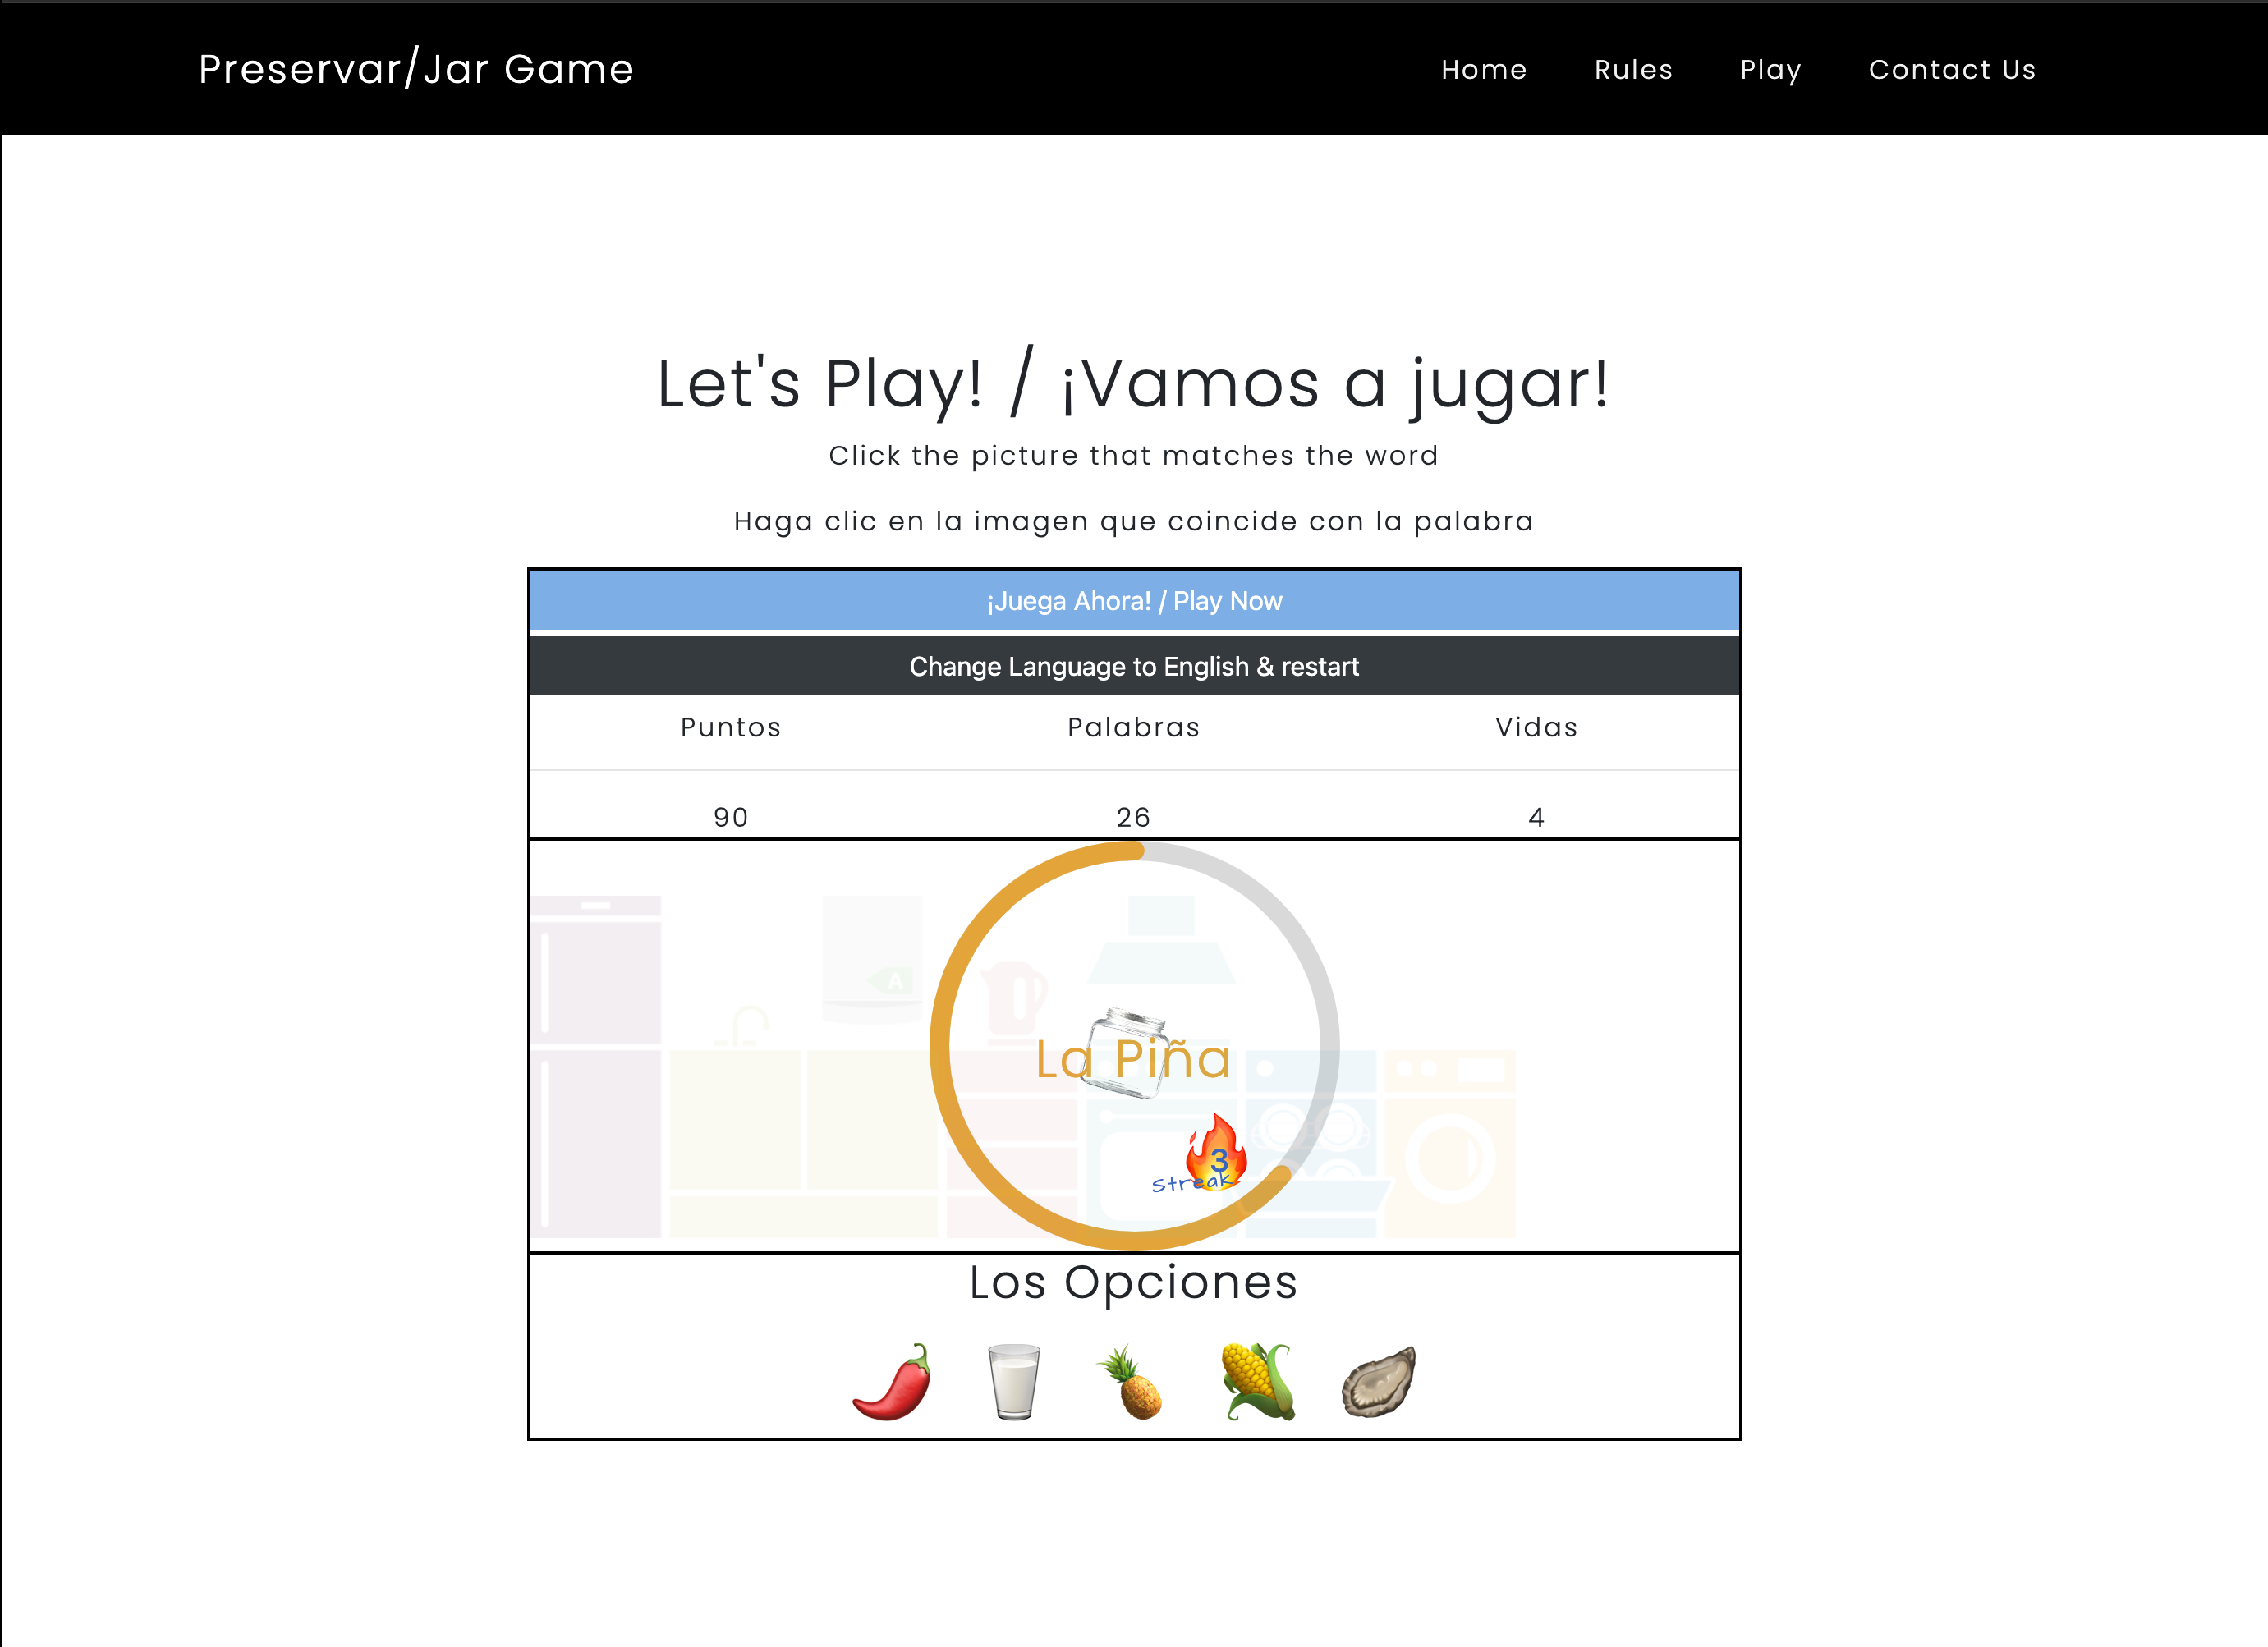 Preservar/Jar Game
Home Rules Play Contact Us
Let's Play! / ¡Vamos a jugar!
Click the picture that matches the word
Haga clic en la imagen que coincide con la palabra
¡Juega Ahora! / Play Now
Change Language to English & restart
Puntos Palabras Vidas
90 26 4
A
La Piña
3
Streak
Los Opciones